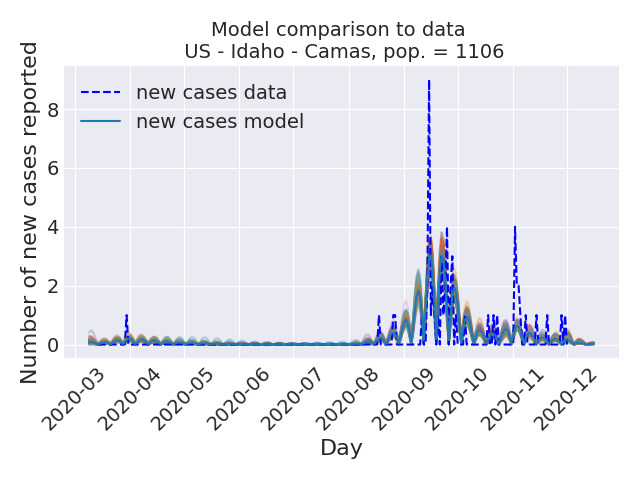 Model comparison to data
US - Idaho - Camas, pop. = 1106
Number of new cases reported
8
6
4
2
0
new cases data
new cases model
2020-03
2020-04
2020-05
2020-06
2020-07
2020-08
2020-09
2020-10
2020-11
2020-12
Day